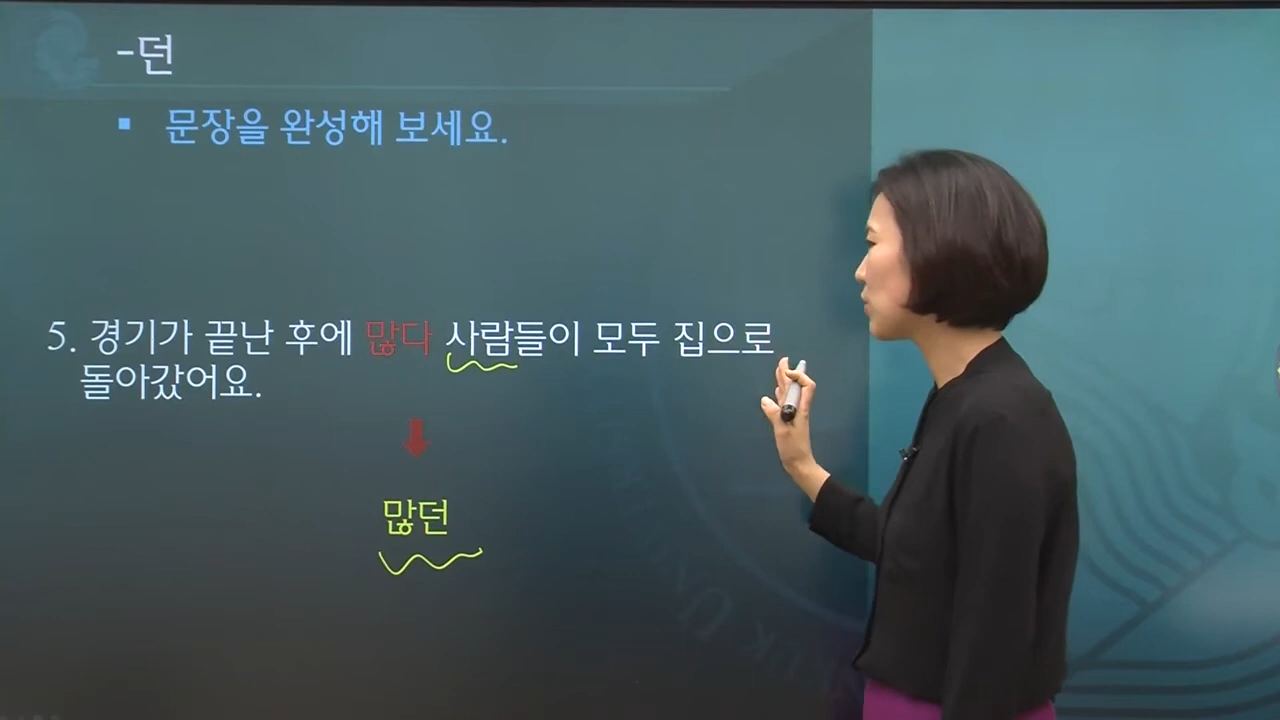 -던
▪ 문장을 완성해 보세요.
5. 경기가 끝난 후에 많다 사람들이 모두 집으로
돌아갔어요.
많던